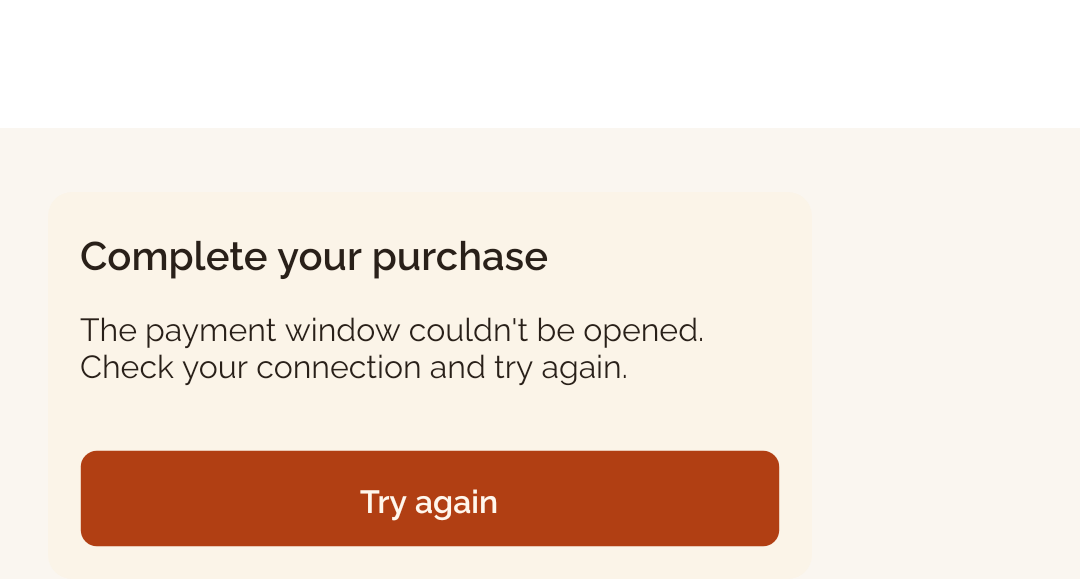 Complete your purchase
The payment window couldn't be opened.
Check your connection and try again.
Try again